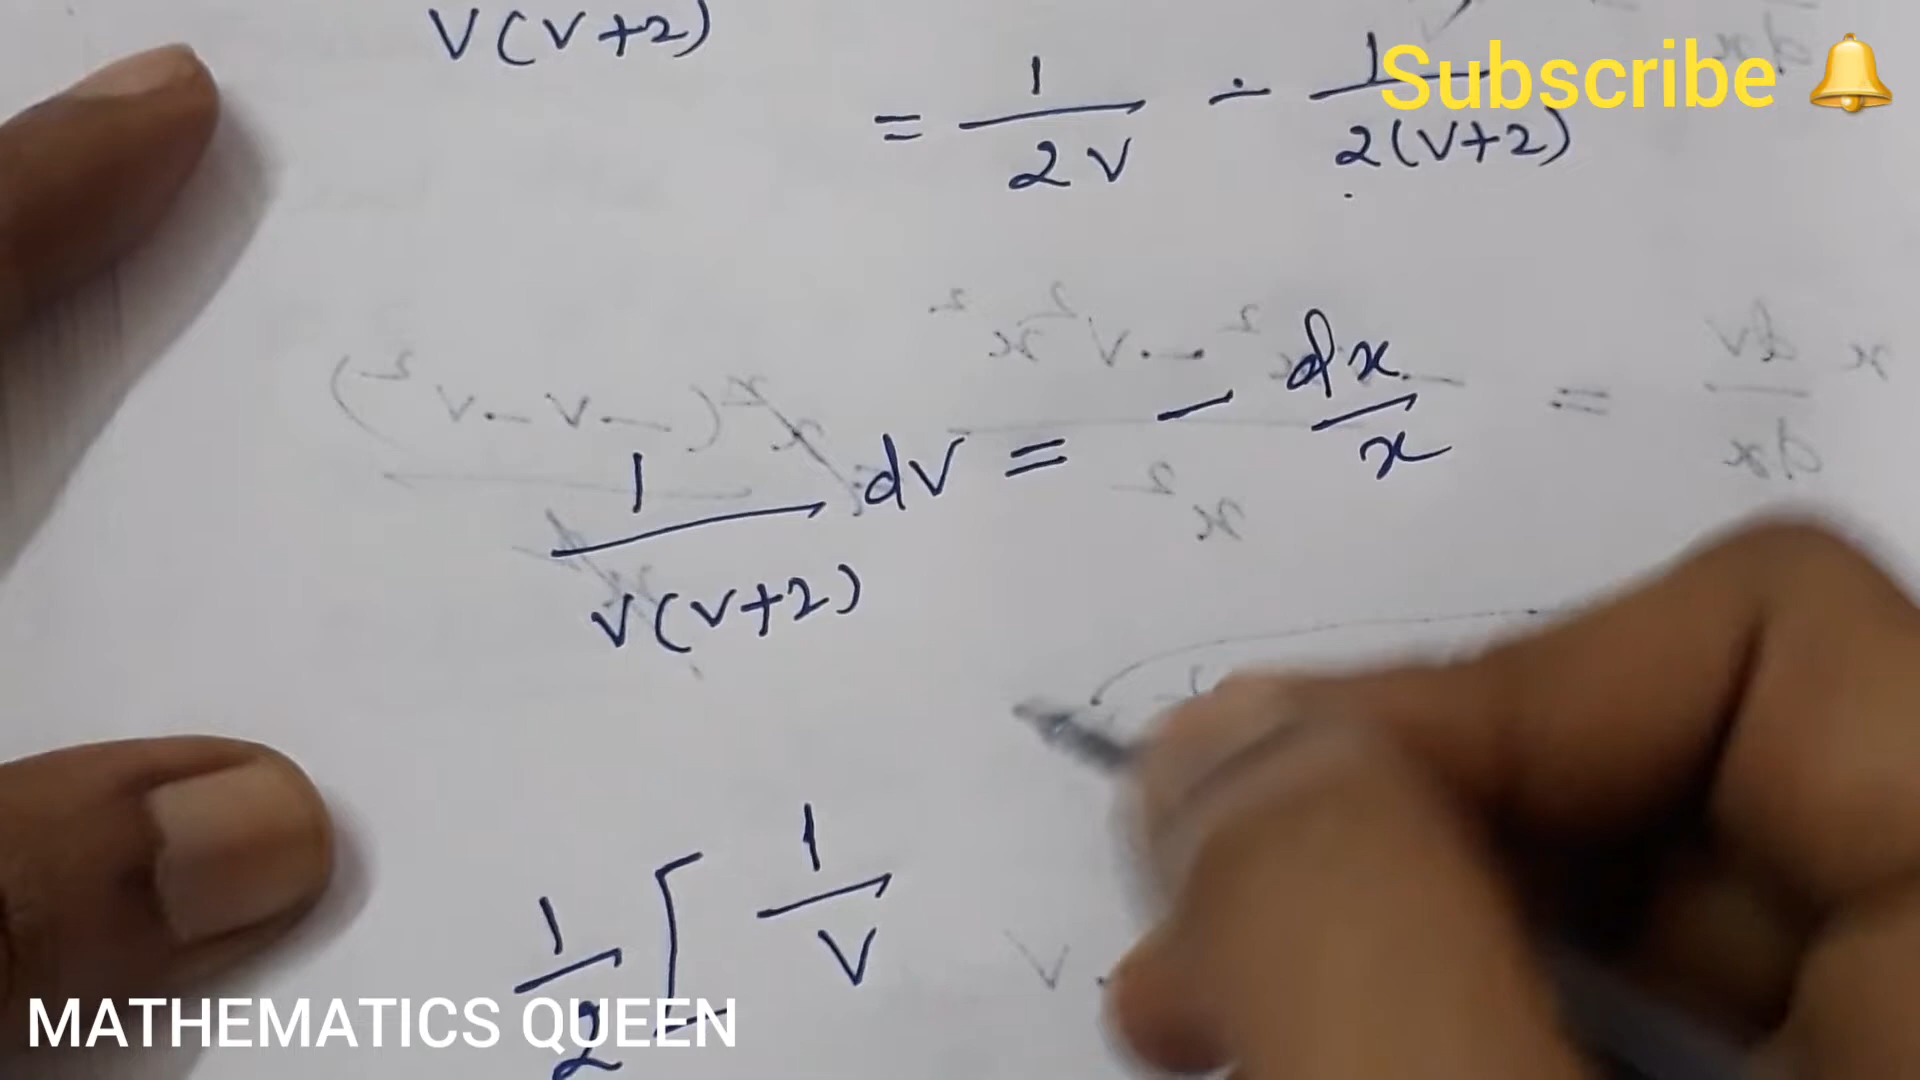 V(V+2)
= 1/2V - 1/2(V+2)
Subscribe 🔔
1/V(V+2) dV = - dx/x
1/2 [ 1/V
MATHEMATICS QUEEN